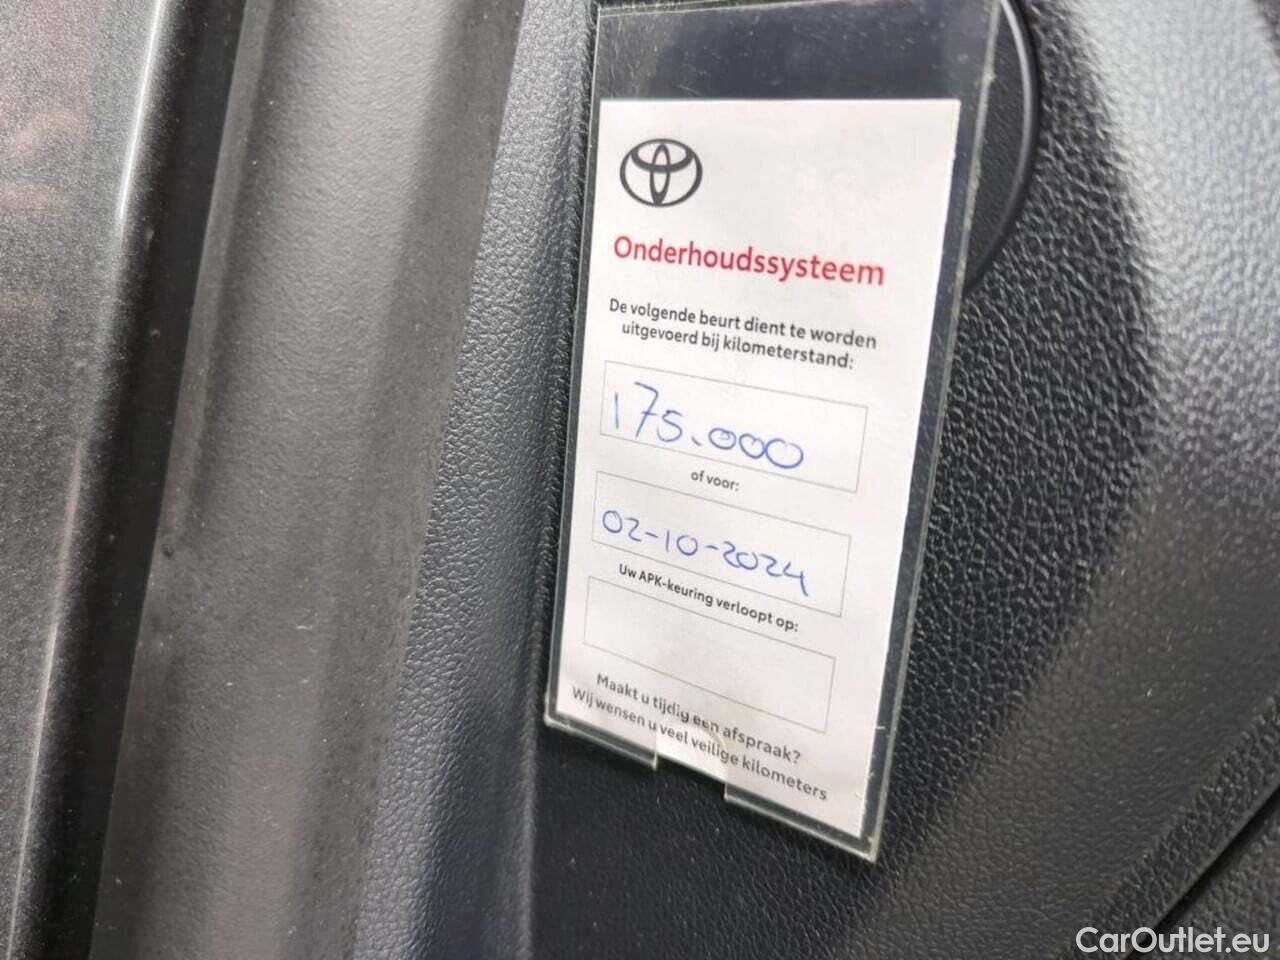 Onderhoudssysteem
De volgende beurt dient te worden
uitgevoerd bij kilometerstand:
175.000
of voor:
02-10-2024
Uw APK-keuring verloopt op:
Maakt u tijdig een afspraak?
Wij wensen u veel veilige kilometers
CarOutlet.eu